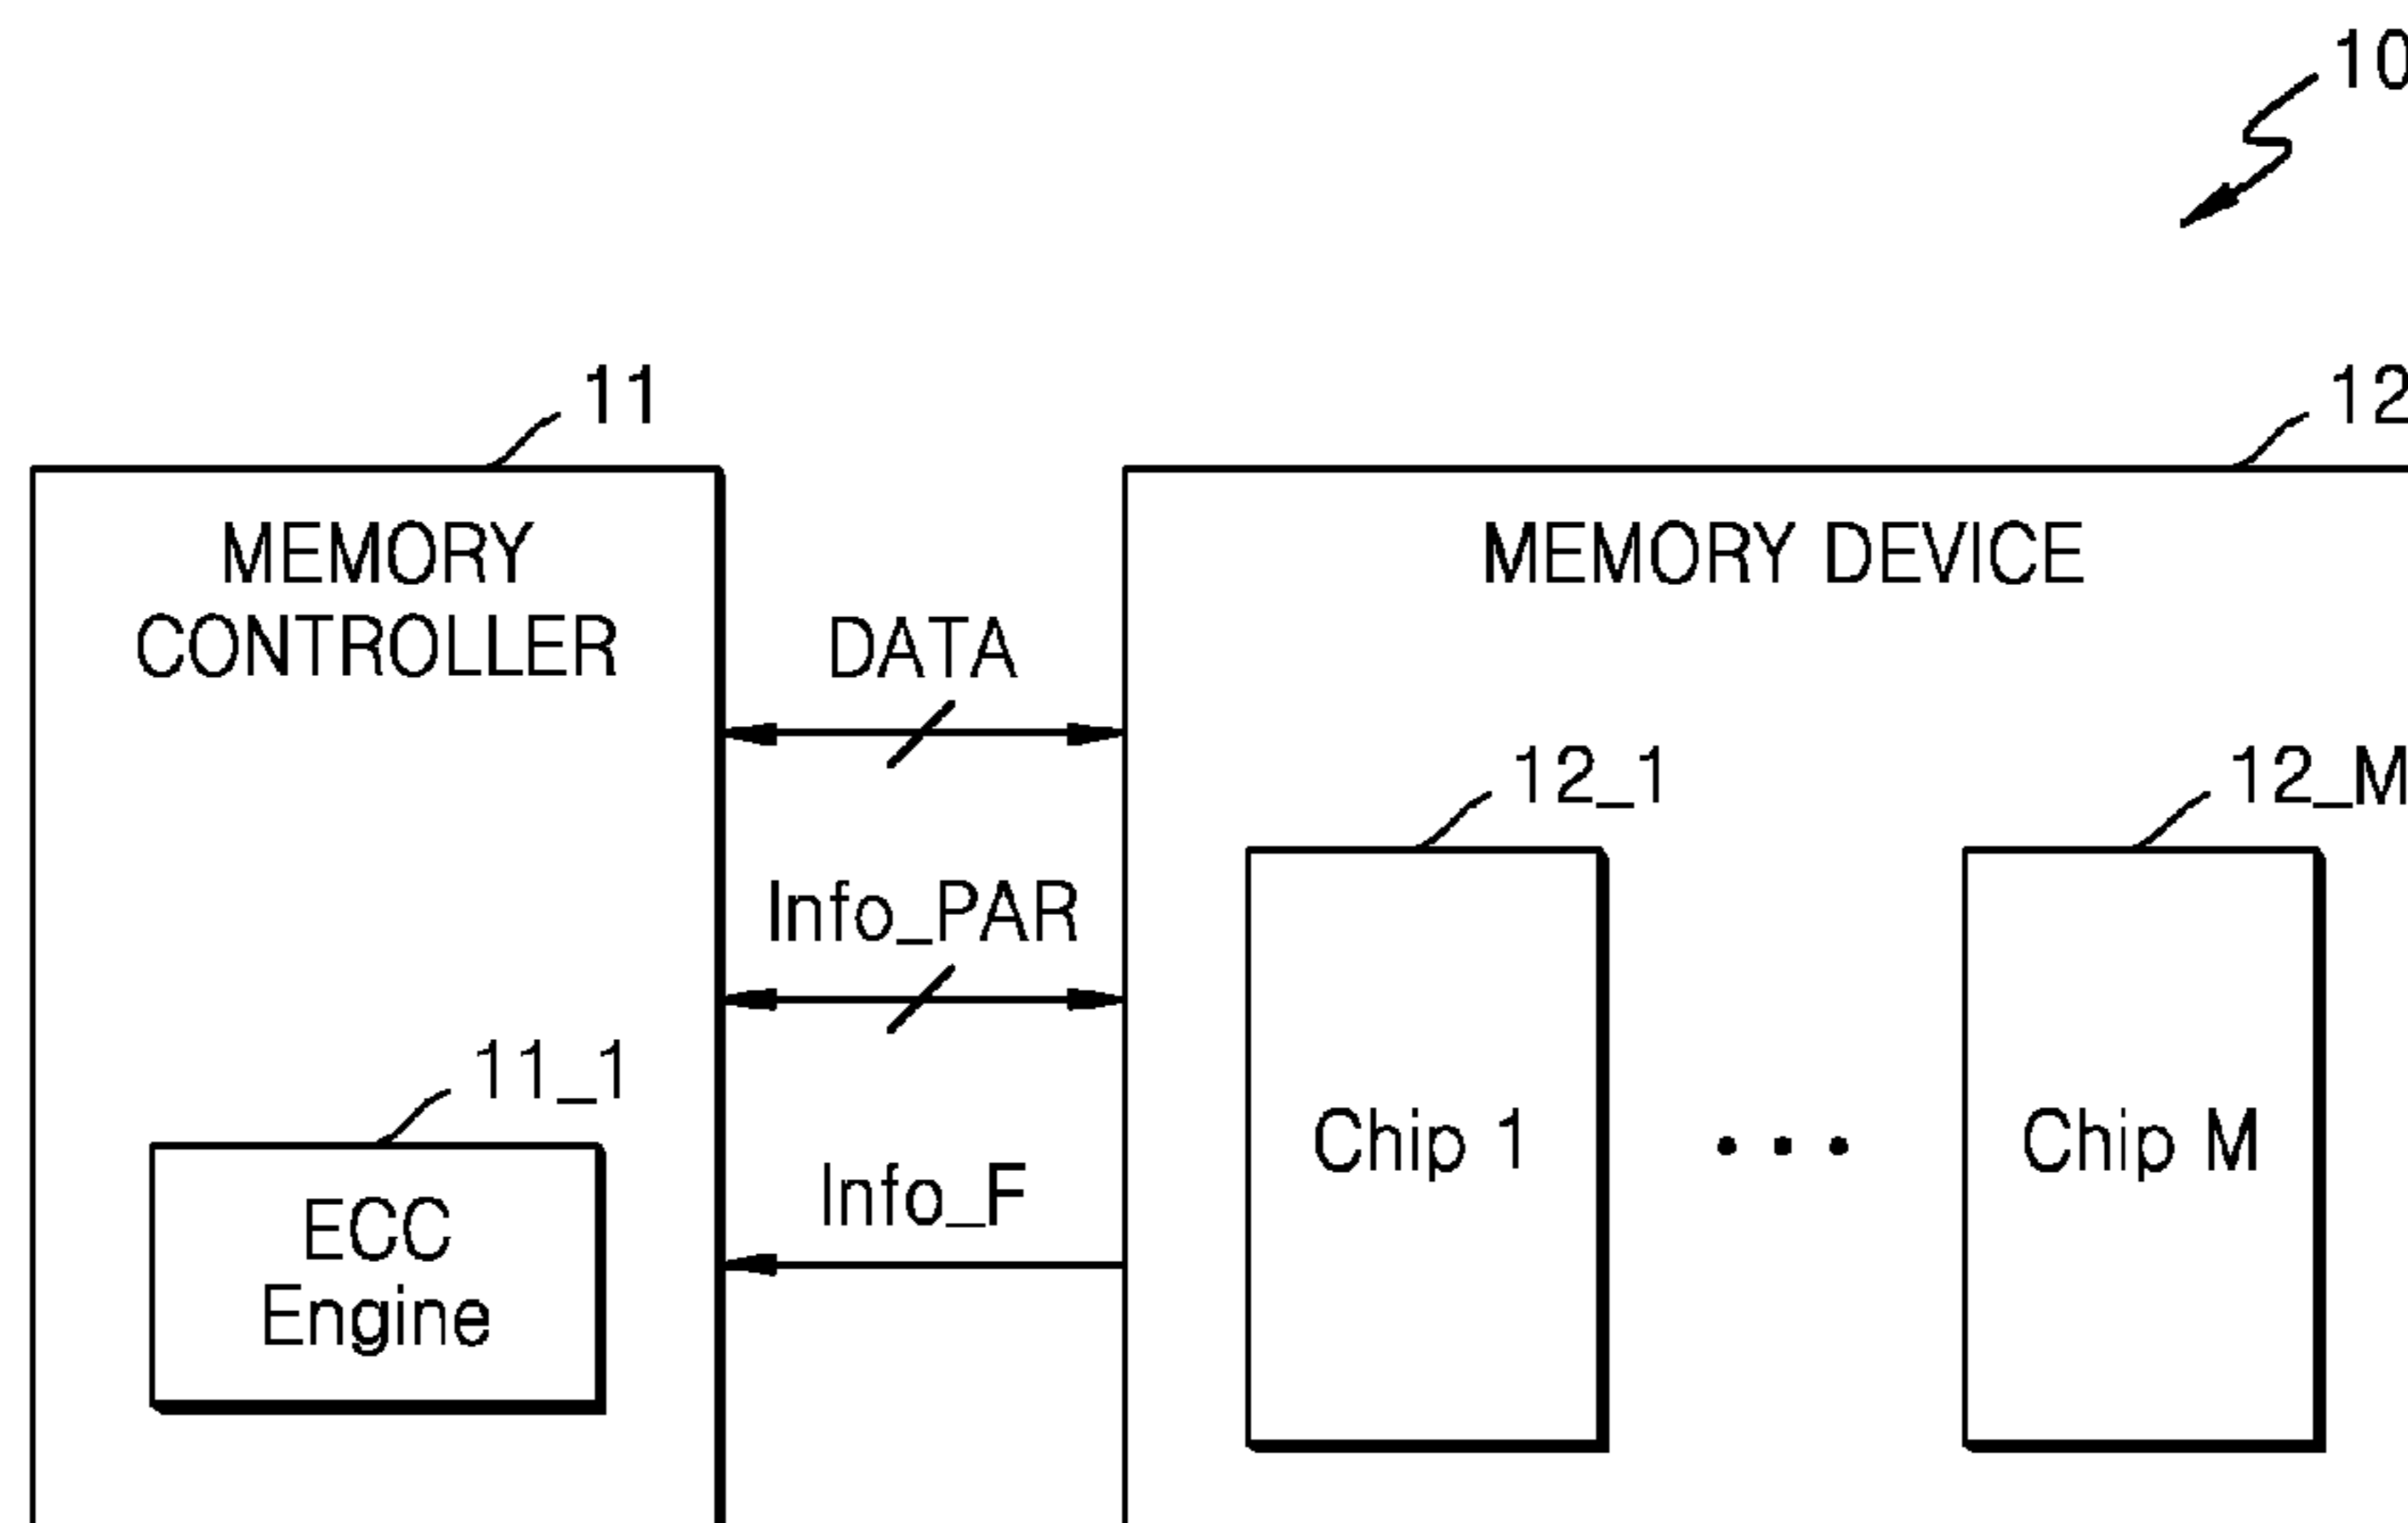 10
11
12
MEMORY
CONTROLLER
MEMORY DEVICE
DATA
12_1
12_M
Info_PAR
11_1
Chip 1
• • •
Chip M
Info_F
ECC
Engine